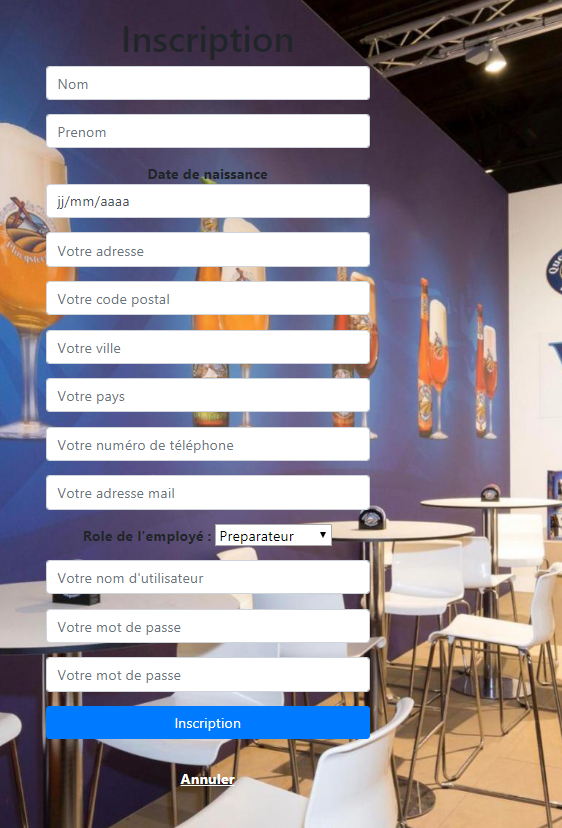 Inscription
Nom
Prenom
Date de naissance
jj/mm/aaaa
Votre adresse
Votre code postal
Votre ville
Votre pays
Votre numéro de téléphone
Votre adresse mail
Role de l'employé : Preparateur
Votre nom d'utilisateur
Votre mot de passe
Votre mot de passe
Inscription
Annuler